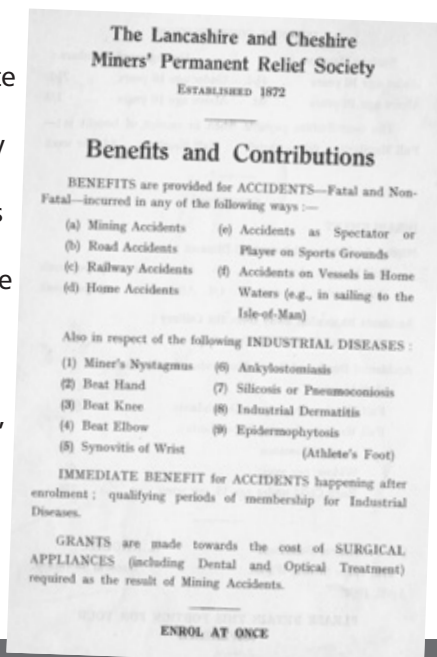 The Lancashire and Cheshire
Miners' Permanent Relief Society
ESTABLISHED 1872
Benefits and Contributions
BENEFITS are provided for ACCIDENTS—Fatal and Non-
Fatal—incurred in any of the following ways :—
(a) Mining Accidents
(b) Road Accidents
(c) Railway Accidents
(d) Home Accidents
(e) Accidents as Spectator or
Player on Sports Grounds
(f) Accidents on Vessels in Home
Waters (e.g., in sailing to the
Isle-of-Man)
Also in respect of the following INDUSTRIAL DISEASES :
(1) Miner's Nystagmus
(2) Beat Hand
(3) Beat Knee
(4) Beat Elbow
(5) Synovitis of Wrist
(6) Ankylostomiasis
(7) Silicosis or Pneumoconiosis
(8) Industrial Dermatitis
(9) Epidermophytosis
(Athlete's Foot)
IMMEDIATE BENEFIT for ACCIDENTS happening after
enrolment ; qualifying periods of membership for Industrial
Diseases.
GRANTS are made towards the cost of SURGICAL
APPLIANCES (including Dental and Optical Treatment)
required as the result of Mining Accidents.
ENROL AT ONCE